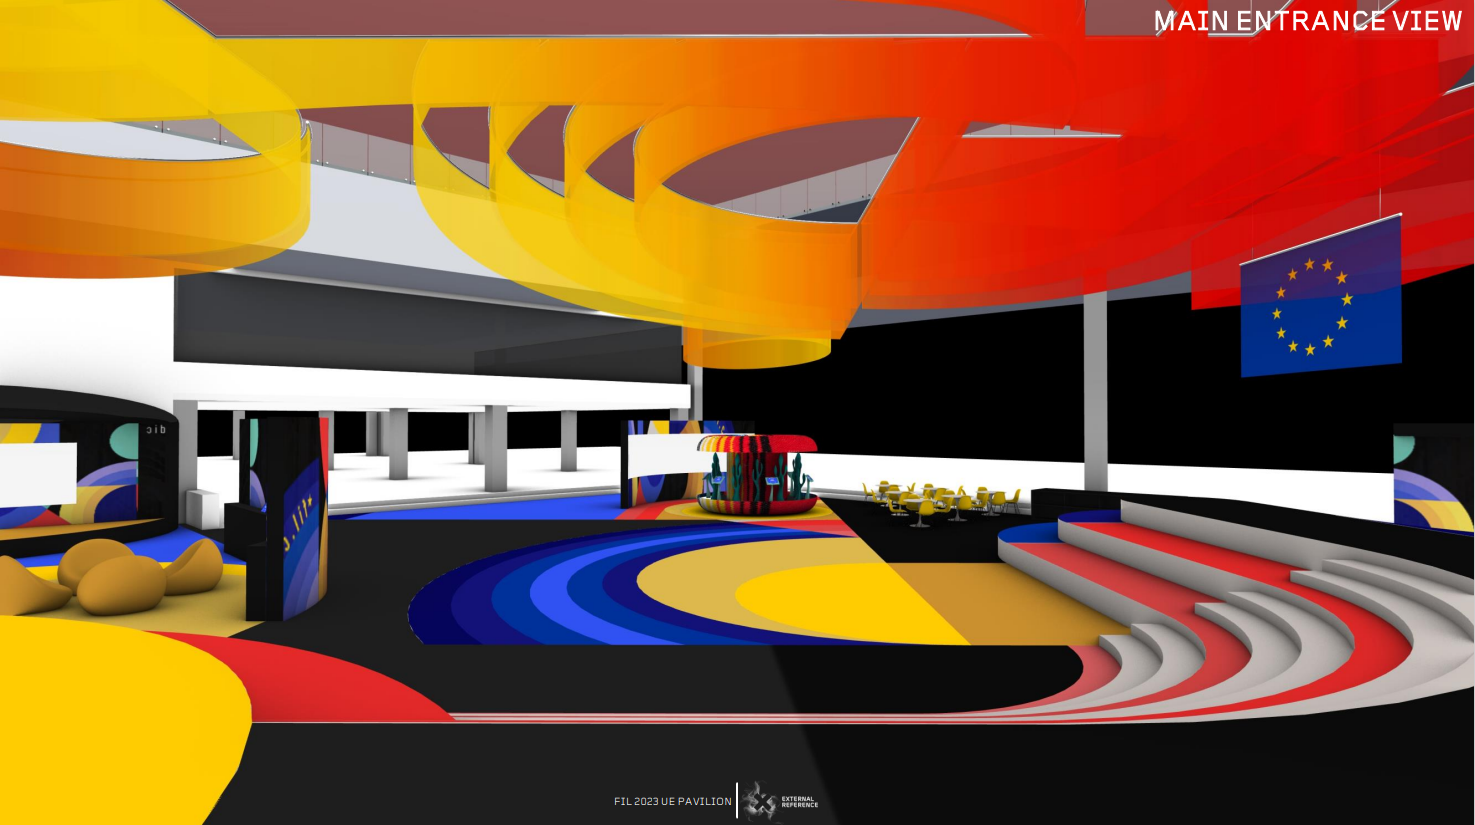 MAIN ENTRANCE VIEW
FIL 2023 UE PAVILION
EXTERNAL
REFERENCE